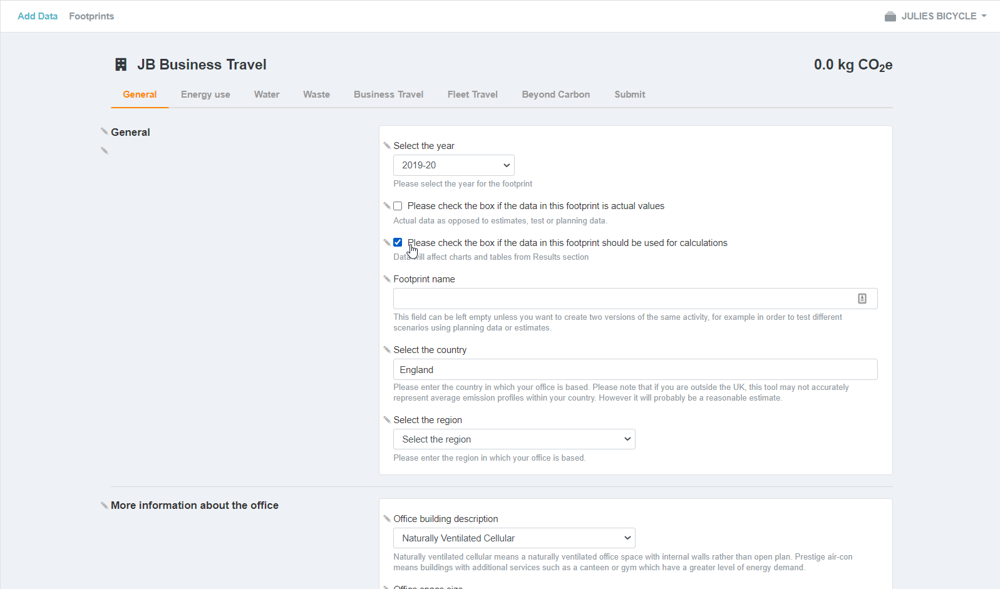 Add Data Footprints JULIES BICYCLE
JB Business Travel 0.0 kg CO₂e
General Energy use Water Waste Business Travel Fleet Travel Beyond Carbon Submit
General
Select the year
2019-20
Please select the year for the footprint
Please check the box if the data in this footprint is actual values
Actual data as opposed to estimates, test or planning data.
Please check the box if the data in this footprint should be used for calculations
Data will affect charts and tables from Results section
Footprint name
This field can be left empty unless you want to create two versions of the same activity, for example in order to test different
scenarios using planning data or estimates.
Select the country
England
Please enter the country in which your office is based. Please note that if you are outside the UK, this tool may not accurately
represent average emission profiles within your country. However it will probably be a reasonable estimate.
Select the region
Select the region
Please enter the region in which your office is based.
More information about the office
Office building description
Naturally Ventilated Cellular
Naturally ventilated cellular means a naturally ventilated office space with internal walls rather than open plan. Prestige air-con
means buildings with additional services such as a canteen or gym which have a greater level of energy demand.
Office space size